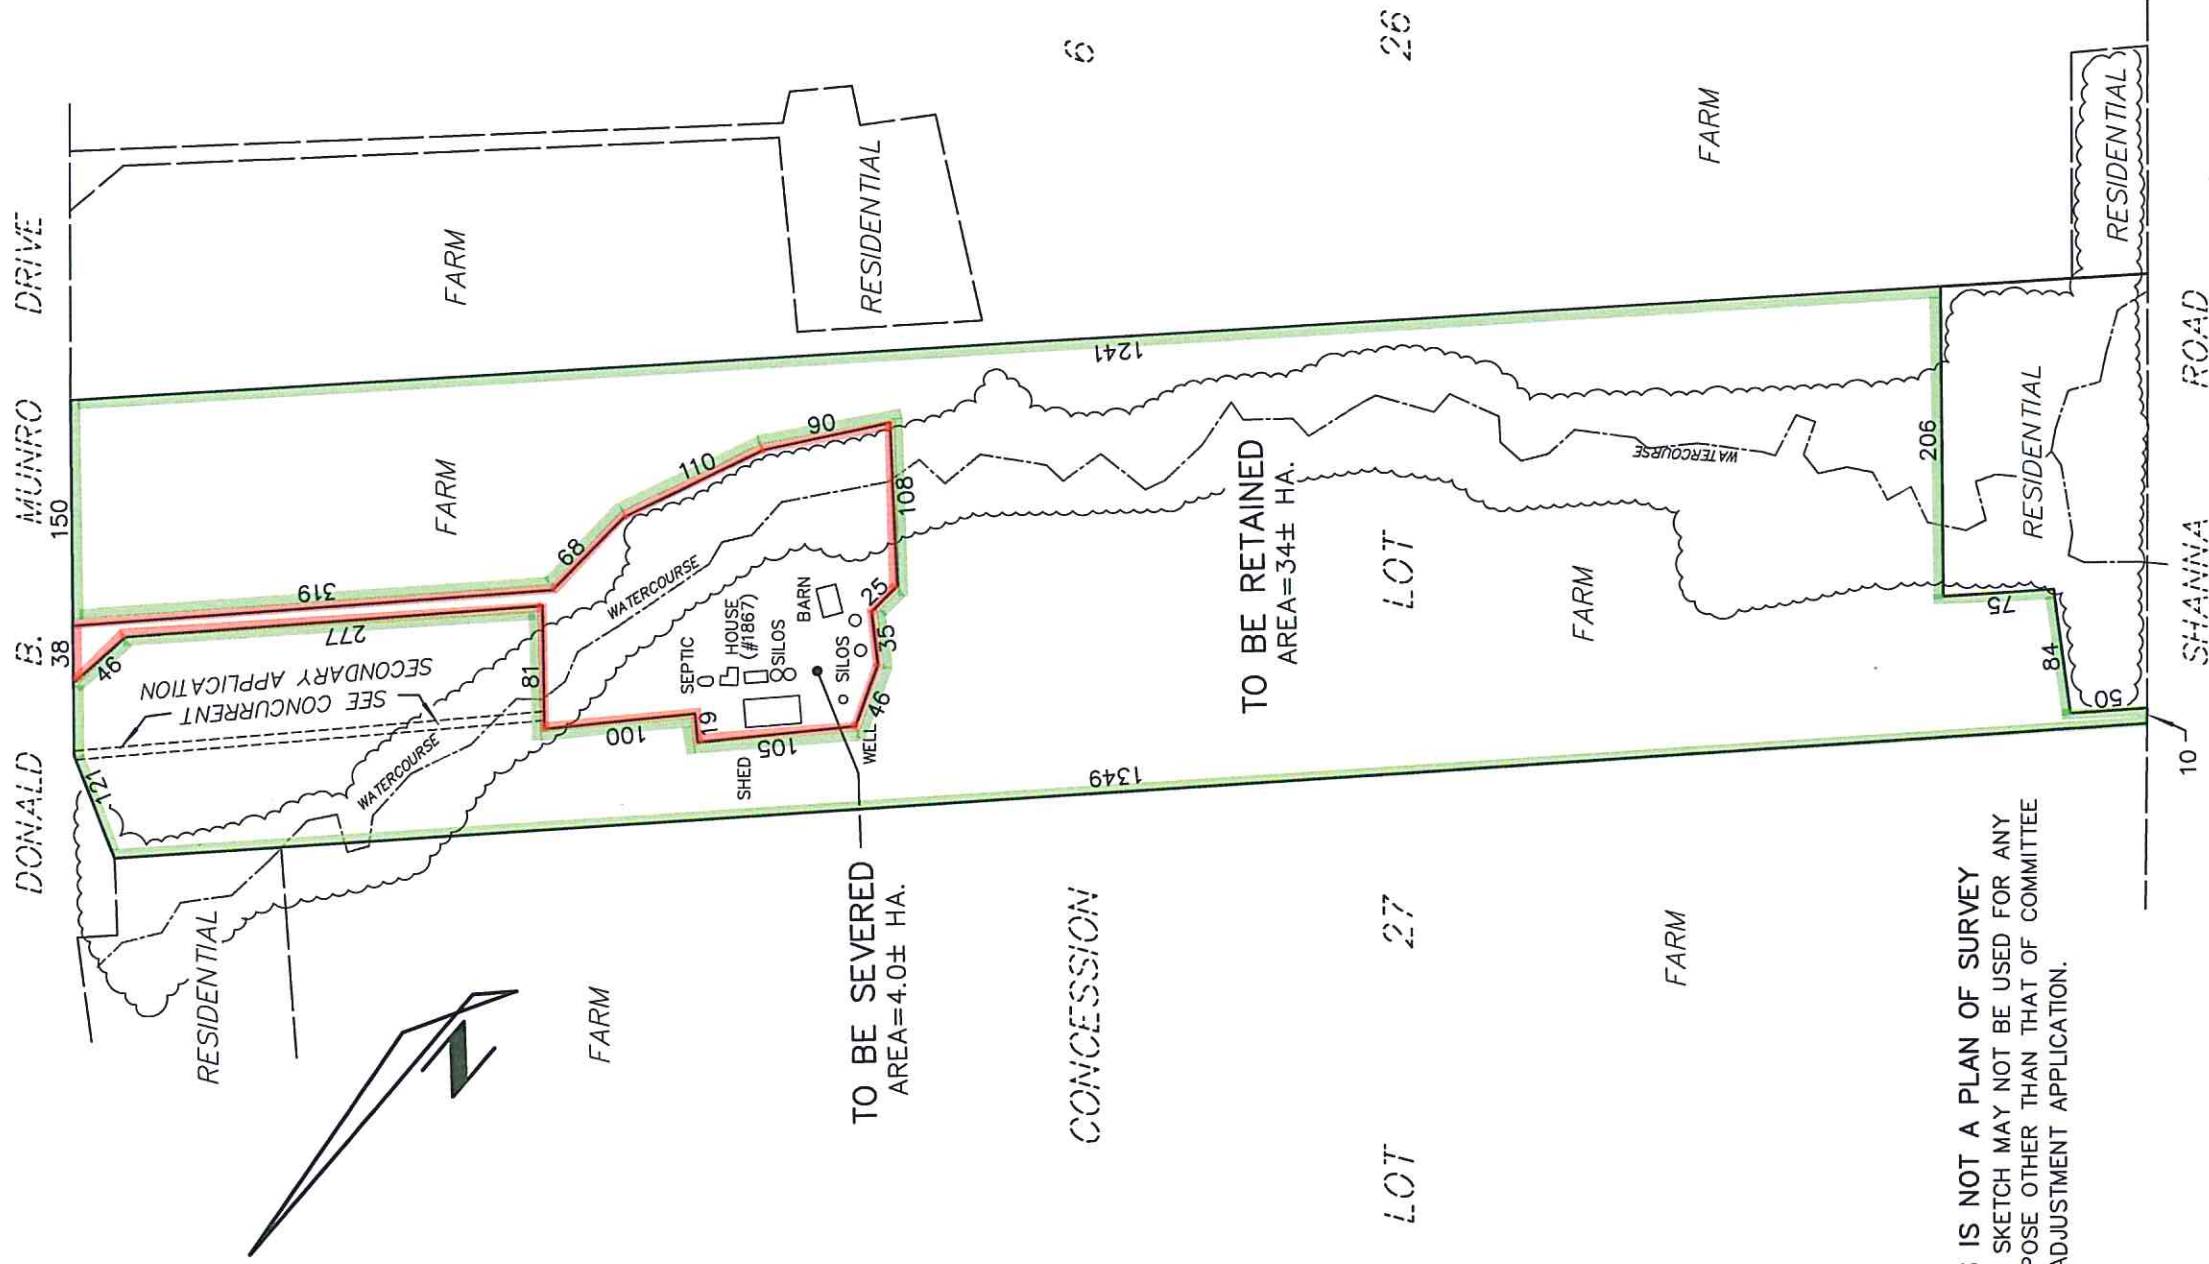 DONALD B. MUNRO DRIVE
150
38
46
121
319
277
SEE CONCURRENT
SECONDARY APPLICATION
81
68
110
90
108
25
35
46
105
19
100
FARM
FARM
RESIDENTIAL
RESIDENTIAL
WATERCOURSE
WATERCOURSE
SEPTIC
HOUSE
(#1867)
SILOS
BARN
SILOS
SHED
WELL
TO BE SEVERED
AREA=4.0± HA.
FARM
1241
1349
6
CONCESSION
TO BE RETAINED
AREA=34± HA.
26
LOT
27
LOT
FARM
FARM
FARM
WATERCOURSE
206
75
84
50
10
RESIDENTIAL
RESIDENTIAL
SHANNA ROAD
IS NOT A PLAN OF SURVEY
SKETCH MAY NOT BE USED FOR ANY
POSE OTHER THAN THAT OF COMMITTEE
ADJUSTMENT APPLICATION.
N